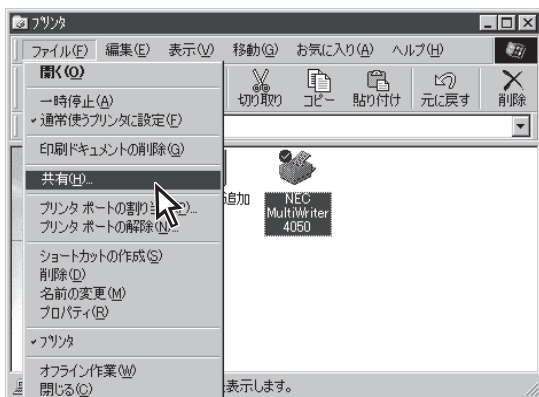 プリンタ
ファイル(F) 編集(E) 表示(V) 移動(G) お気に入り(A) ヘルプ(H)
開く(O)
切り取り コピー 貼り付け 元に戻す 削除
一時停止(A)
通常使うプリンタに設定(F)
印刷ドキュメントの削除(G)
共有(H)...
追加
NEC
MultiWriter
4050
プリンタ ポートの割り
プリンタ ポートの解除(N)...
ショートカットの作成(S)
削除(D)
名前の変更(M)
プロパティ(R)
プリンタ
オフライン作業(W)
閉じる(C)
表示します。